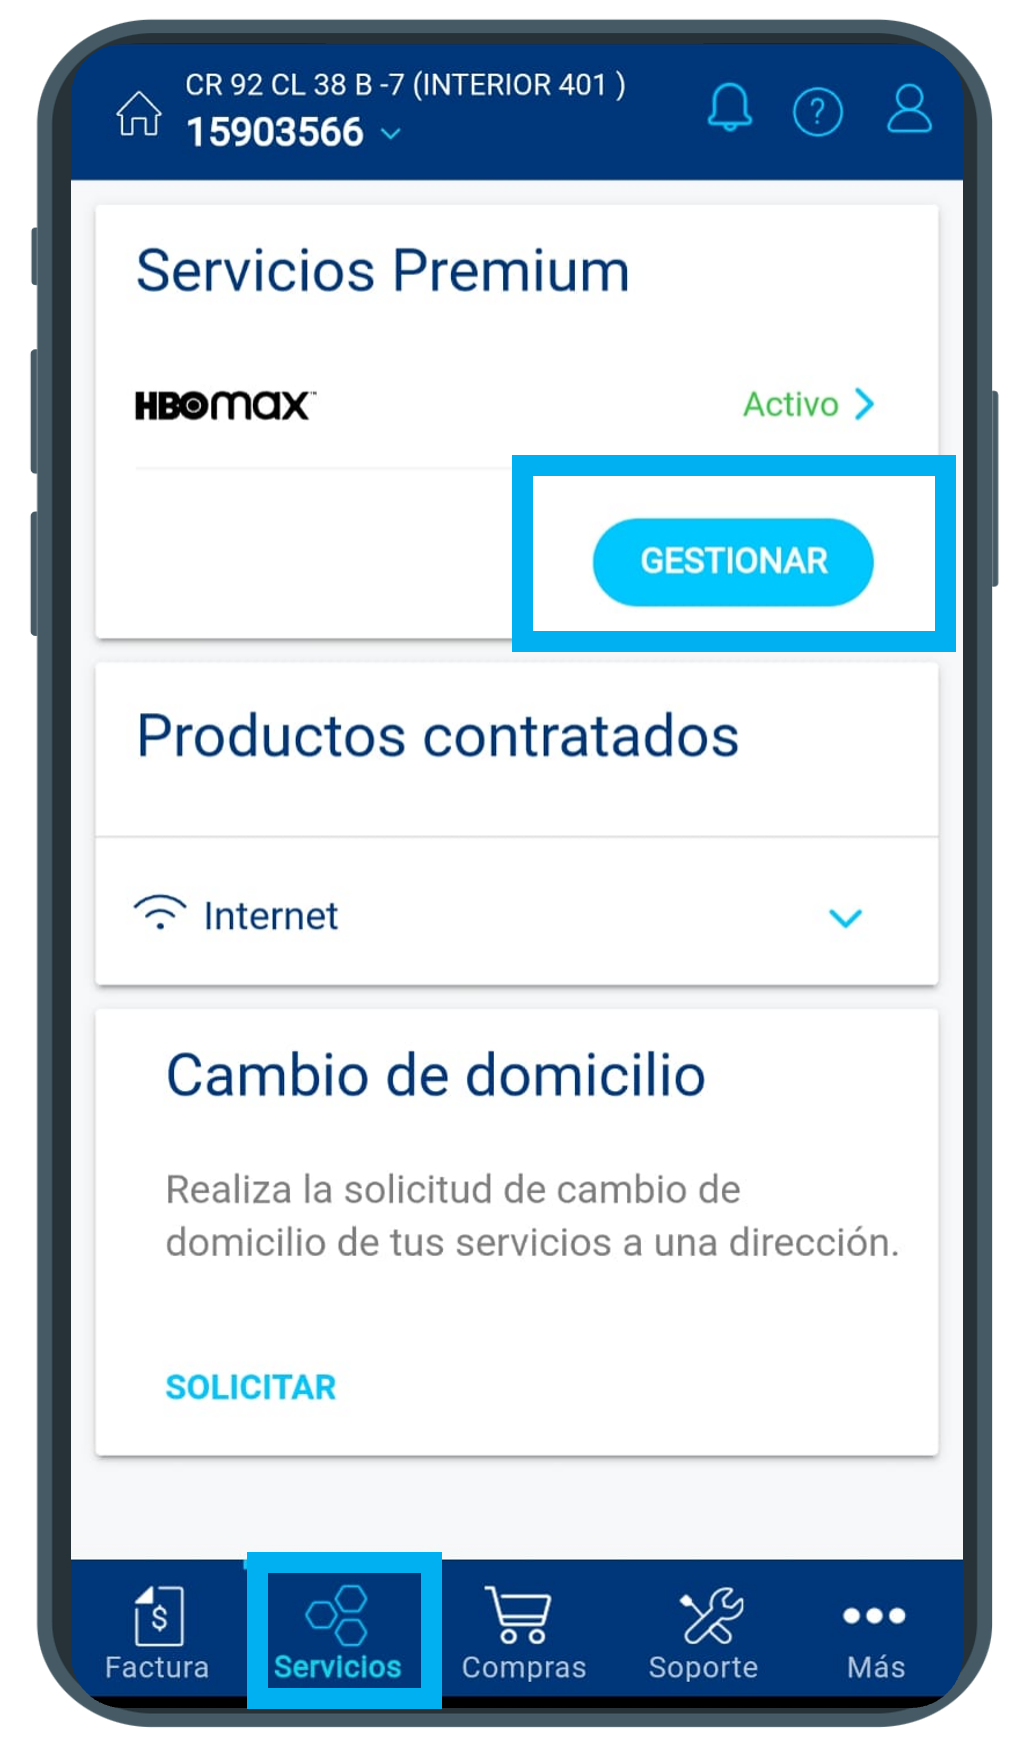 CR 92 CL 38 B -7 (INTERIOR 401 )
15903566
Servicios Premium
HBOMAX™
Activo
GESTIONAR
Productos contratados
Internet
Cambio de domicilio
Realiza la solicitud de cambio de
domicilio de tus servicios a una dirección.
SOLICITAR
Factura
Servicios
Compras
Soporte
Más